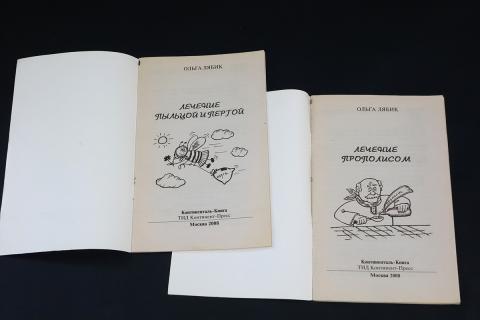 ОЛЬГА ЛЯБИК
ЛЕЧЕНИЕ
ПЫЛЬЦОЙ И ПЕРГОЙ
Континенталь-Книга
ТИД Континент-Пресс
Москва 2008
ОЛЬГА ЛЯБИК
ЛЕЧЕНИЕ
ПРОПОЛИСОМ
Континенталь-Книга
ТИД Континент-Пресс
Москва 2008